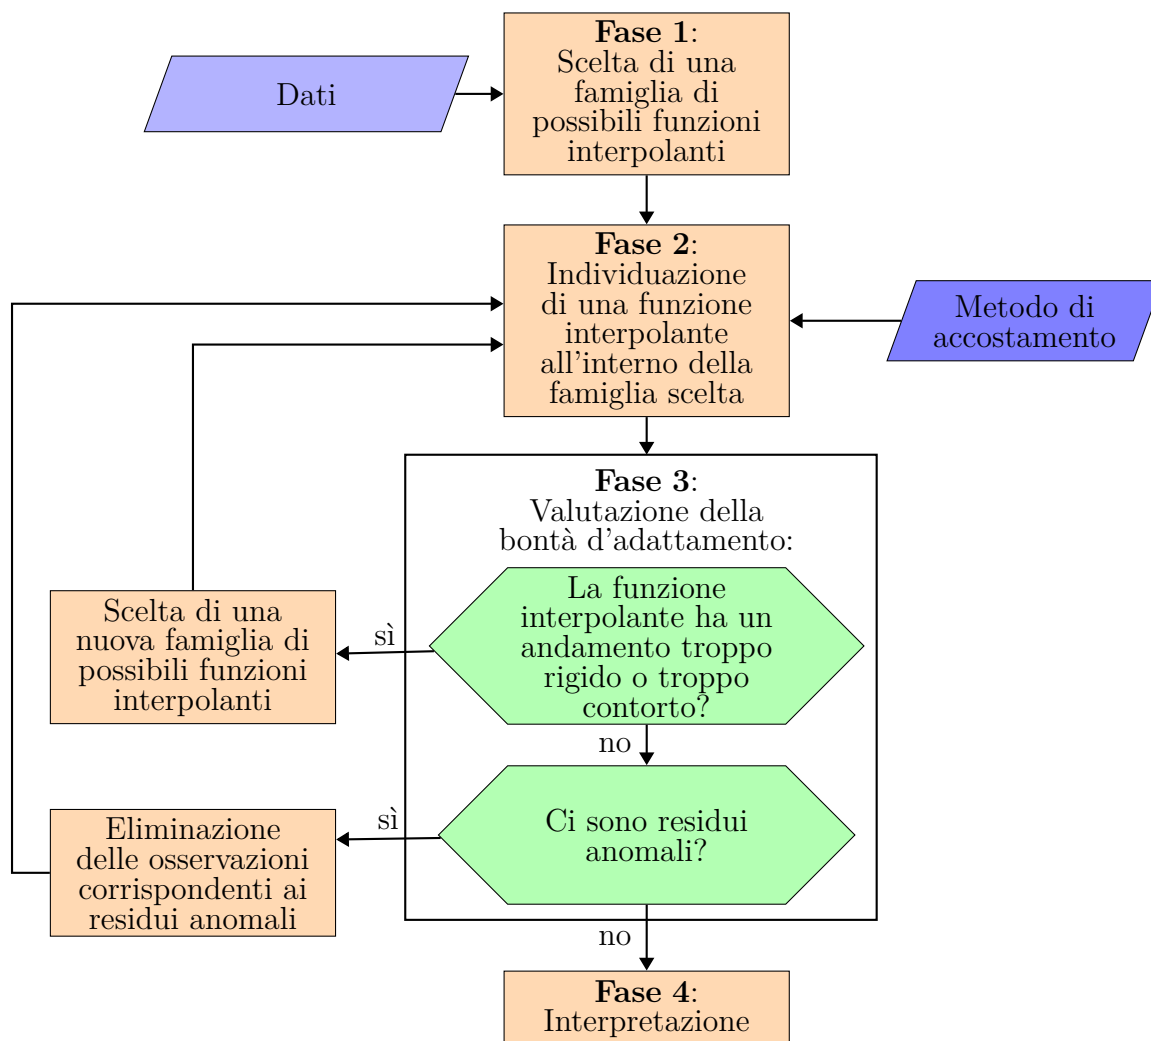 Fase 1:
Scelta di una
famiglia di
possibili funzioni
interpolanti
Dati
Fase 2:
Individuazione
di una funzione
interpolante
all'interno della
famiglia scelta
Metodo di
accostamento
Fase 3:
Valutazione della
bontà d'adattamento:
La funzione
interpolante ha un
andamento troppo
rigido o troppo
contorto?
sì
Scelta di una
nuova famiglia di
possibili funzioni
interpolanti
no
Ci sono residui
anomali?
sì
Eliminazione
delle osservazioni
corrispondenti ai
residui anomali
no
Fase 4:
Interpretazione